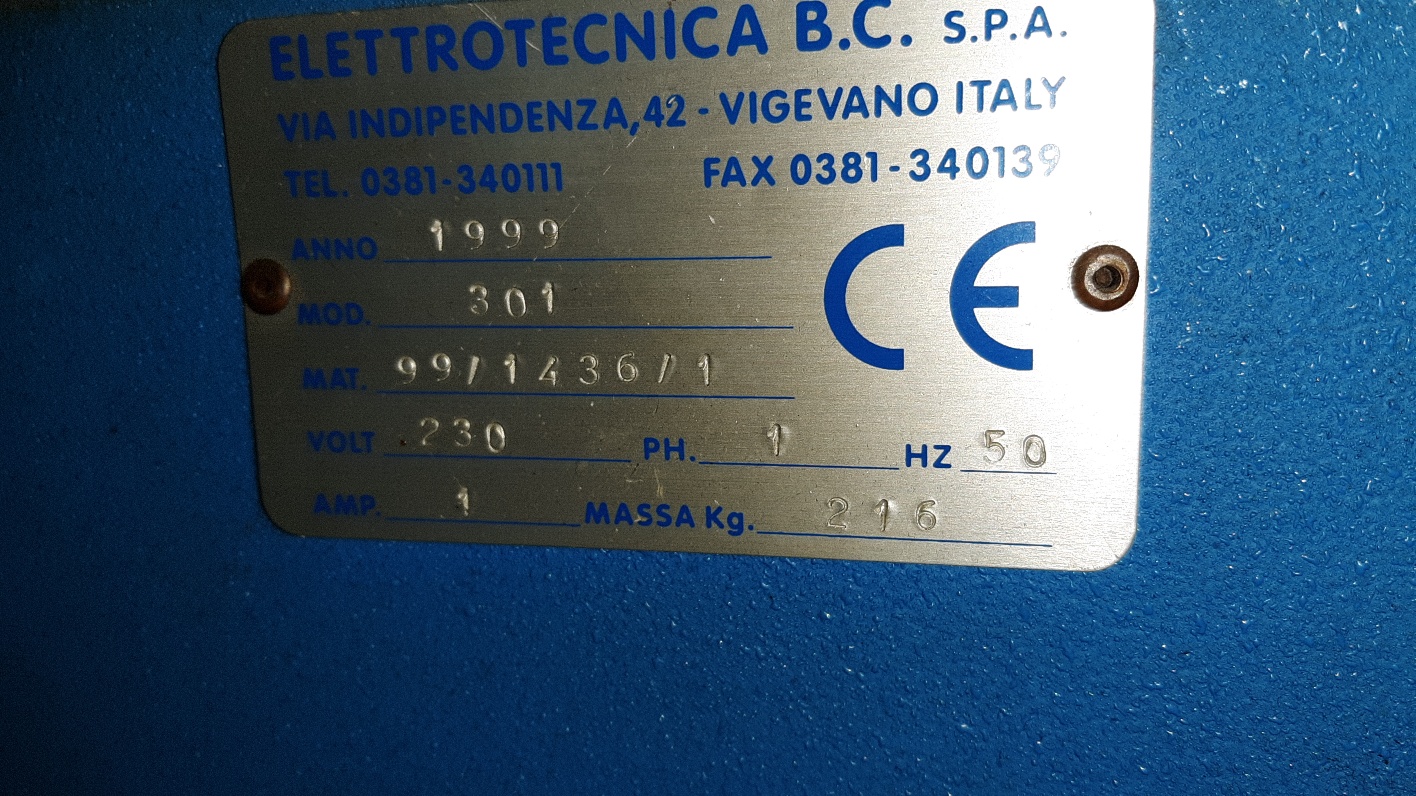 ELETTROTECNICA B.C. S.P.A.
VIA INDIPENDENZA,42 - VIGEVANO ITALY
TEL. 0381-340111 FAX 0381-340139
ANNO 1999
MOD. 301
MAT. 99/1436/1
VOLT 230 PH. 1 HZ 50
AMP. 1 MASSA Kg. 216
CE